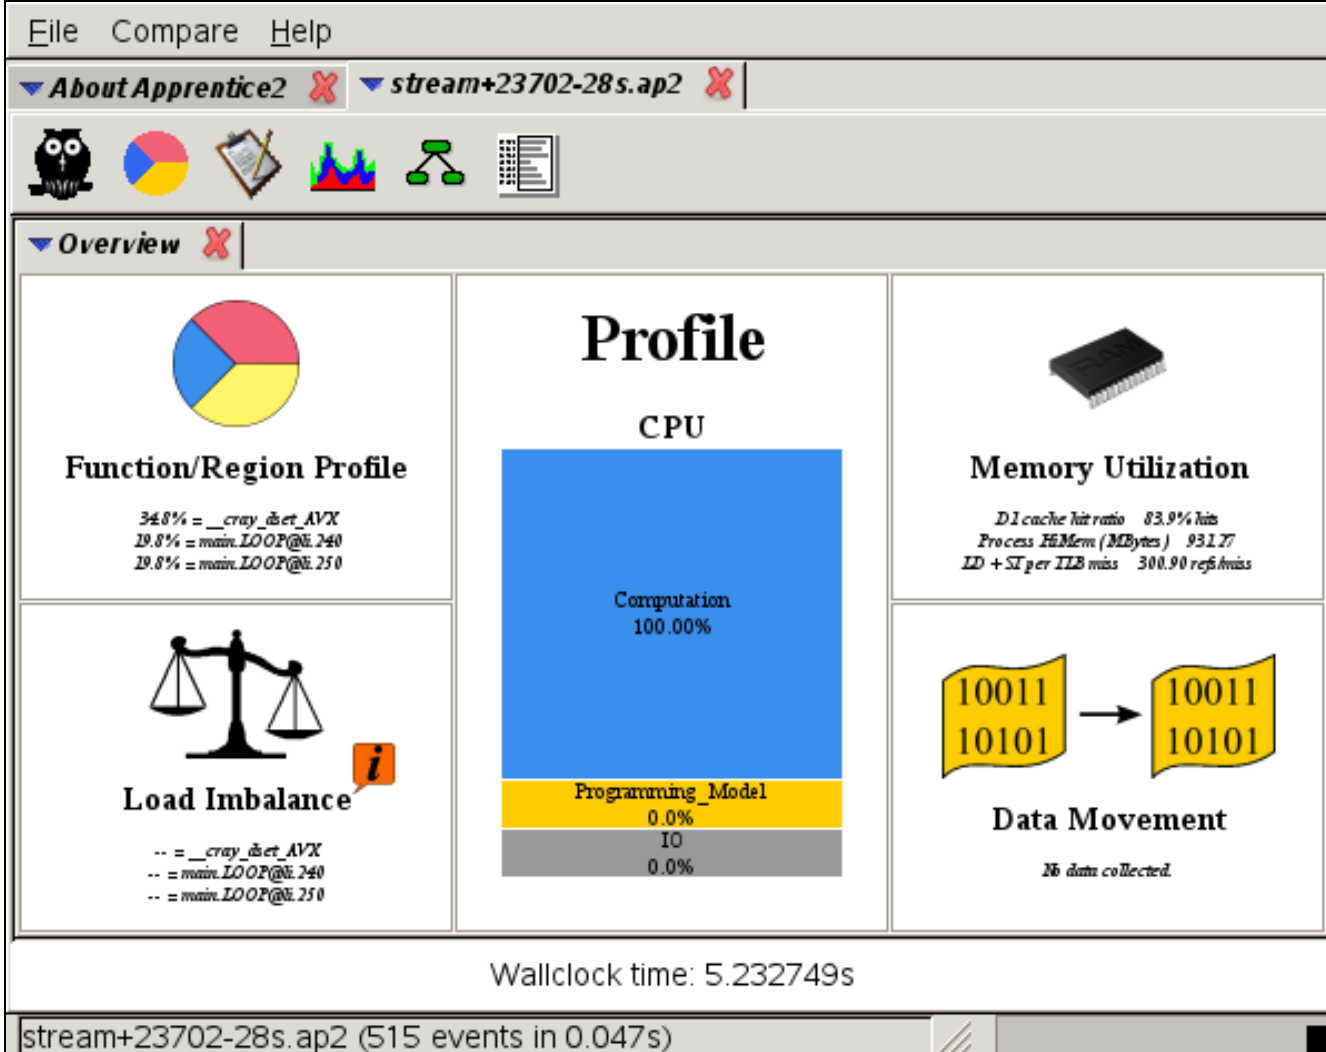 File Compare Help
About Apprentice2 stream+23702-28s.ap2
Overview
Function/Region Profile
34.8% = __cray_dset_AVX
19.8% = main.LOOP@li.240
19.8% = main.LOOP@li.250
Load Imbalance
-- = __cray_dset_AVX
-- = main.LOOP@li.240
-- = main.LOOP@li.250
Profile
CPU
Computation
100.00%
Programming_Model
0.0%
IO
0.0%
RAM
Memory Utilization
D1 cache hit ratio 83.9% hits
Process HiMem (MBytes) 931.27
LD + ST per TLB miss 300.90 refs/miss
10011
10101
10011
10101
Data Movement
No data collected.
Wallclock time: 5.232749s
stream+23702-28s.ap2 (515 events in 0.047s)